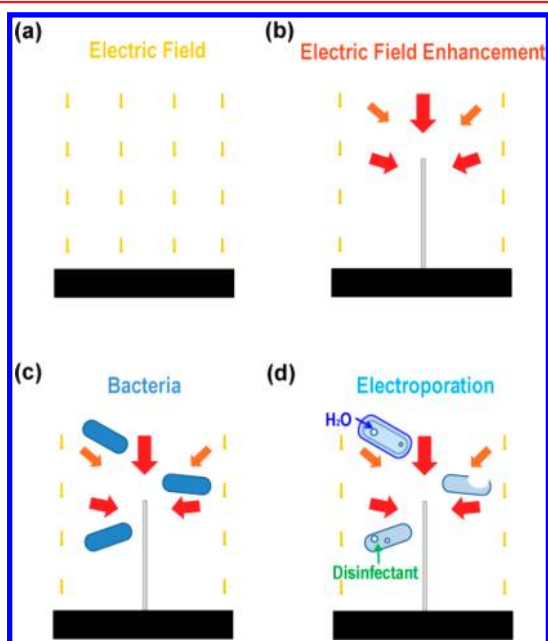 (a)
Electric Field
(b)
Electric Field Enhancement
(c)
Bacteria
(d)
Electroporation
H₂O
Disinfectant